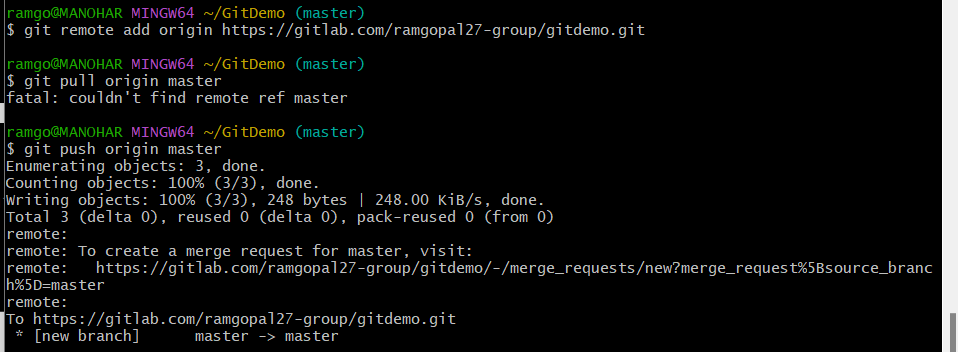 ramgo@MANOHAR MINGW64 ~/GitDemo (master)
$ git remote add origin https://gitlab.com/ramgopal27-group/gitdemo.git
ramgo@MANOHAR MINGW64 ~/GitDemo (master)
$ git pull origin master
fatal: couldn't find remote ref master
ramgo@MANOHAR MINGW64 ~/GitDemo (master)
$ git push origin master
Enumerating objects: 3, done.
Counting objects: 100% (3/3), done.
Writing objects: 100% (3/3), 248 bytes | 248.00 KiB/s, done.
Total 3 (delta 0), reused 0 (delta 0), pack-reused 0 (from 0)
remote:
remote: To create a merge request for master, visit:
remote:   https://gitlab.com/ramgopal27-group/gitdemo/-/merge_requests/new?merge_request%5Bsource_branc
h%5D=master
remote:
To https://gitlab.com/ramgopal27-group/gitdemo.git
 * [new branch]      master -> master